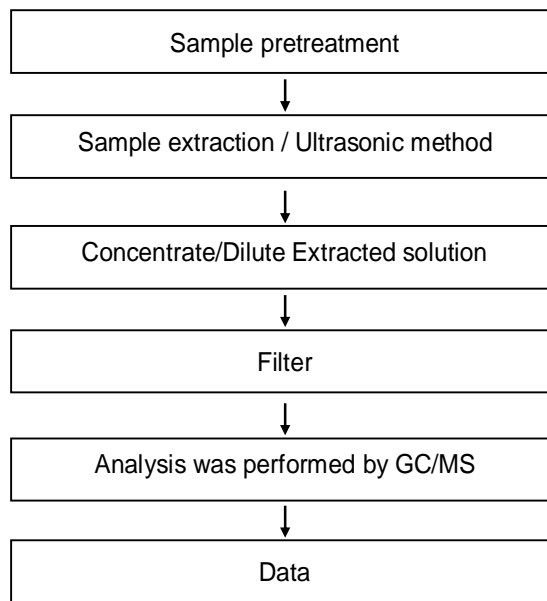 Sample pretreatment
Sample extraction / Ultrasonic method
Concentrate/Dilute Extracted solution
Filter
Analysis was performed by GC/MS
Data